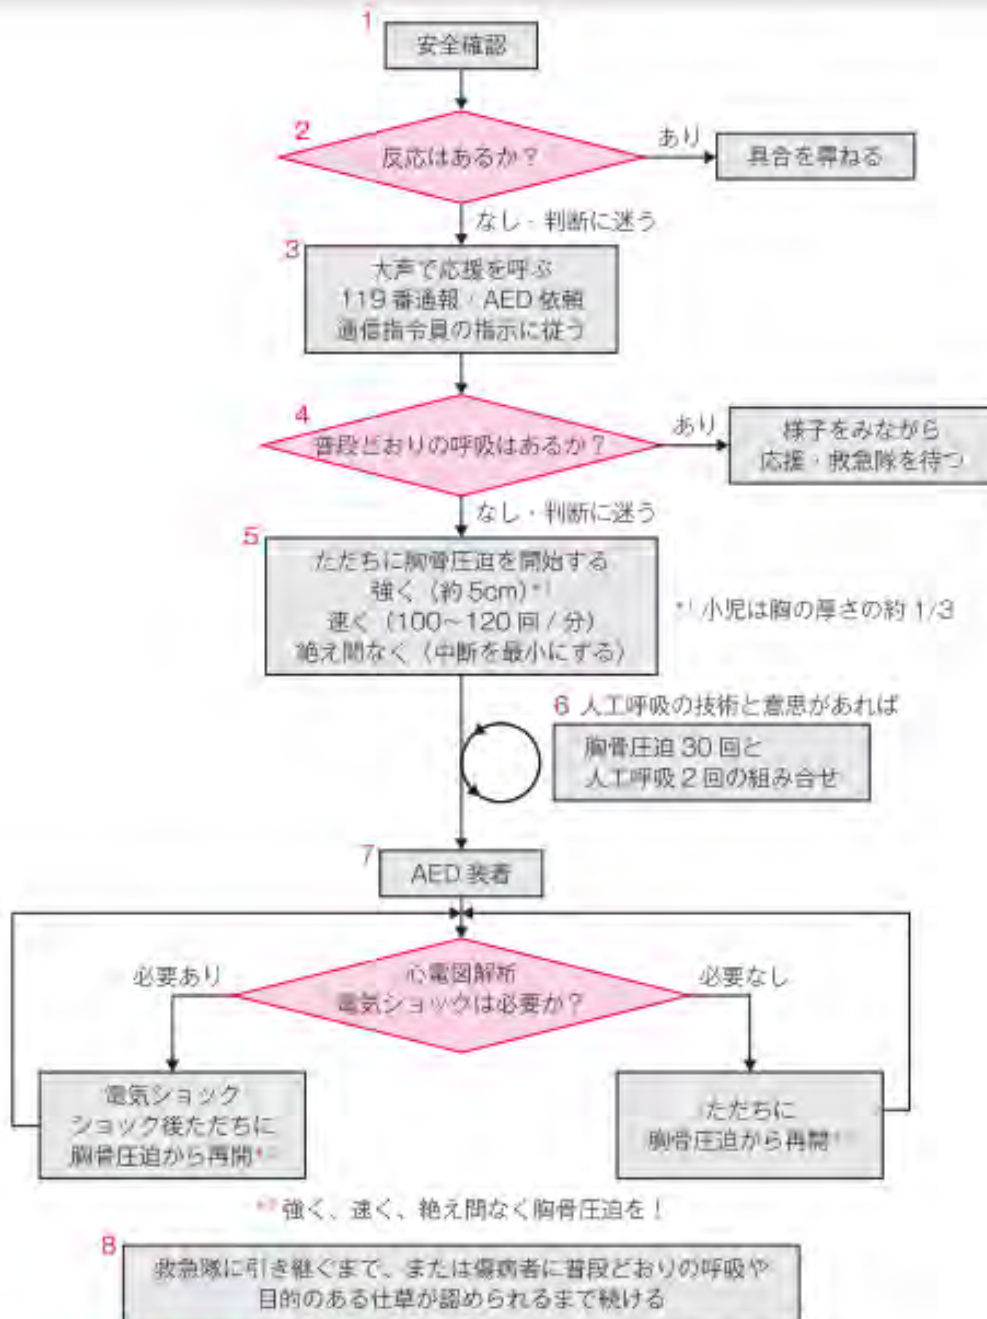 1
安全確認
2
反応はあるか？
あり
具合を尋ねる
なし・判断に迷う
3
大声で応援を呼ぶ
119番通報・AED依頼
通信指令員の指示に従う
4
普段どおりの呼吸はあるか？
あり
様子をみながら
応援・救急隊を待つ
なし・判断に迷う
5
ただちに胸骨圧迫を開始する
強く（約5cm）*1
速く（100～120回/分）
絶え間なく（中断を最小にする）
*1 小児は胸の厚さの約1/3
6 人工呼吸の技術と意思があれば
胸骨圧迫30回と
人工呼吸2回の組み合せ
7
AED装着
必要あり
心電図解析
電気ショックは必要か？
必要なし
電気ショック
ショック後ただちに
胸骨圧迫から再開*2
ただちに
胸骨圧迫から再開*2
*2 強く、速く、絶え間なく胸骨圧迫を！
8
救急隊に引き継ぐまで、または傷病者に普段どおりの呼吸や
目的のある仕草が認められるまで続ける